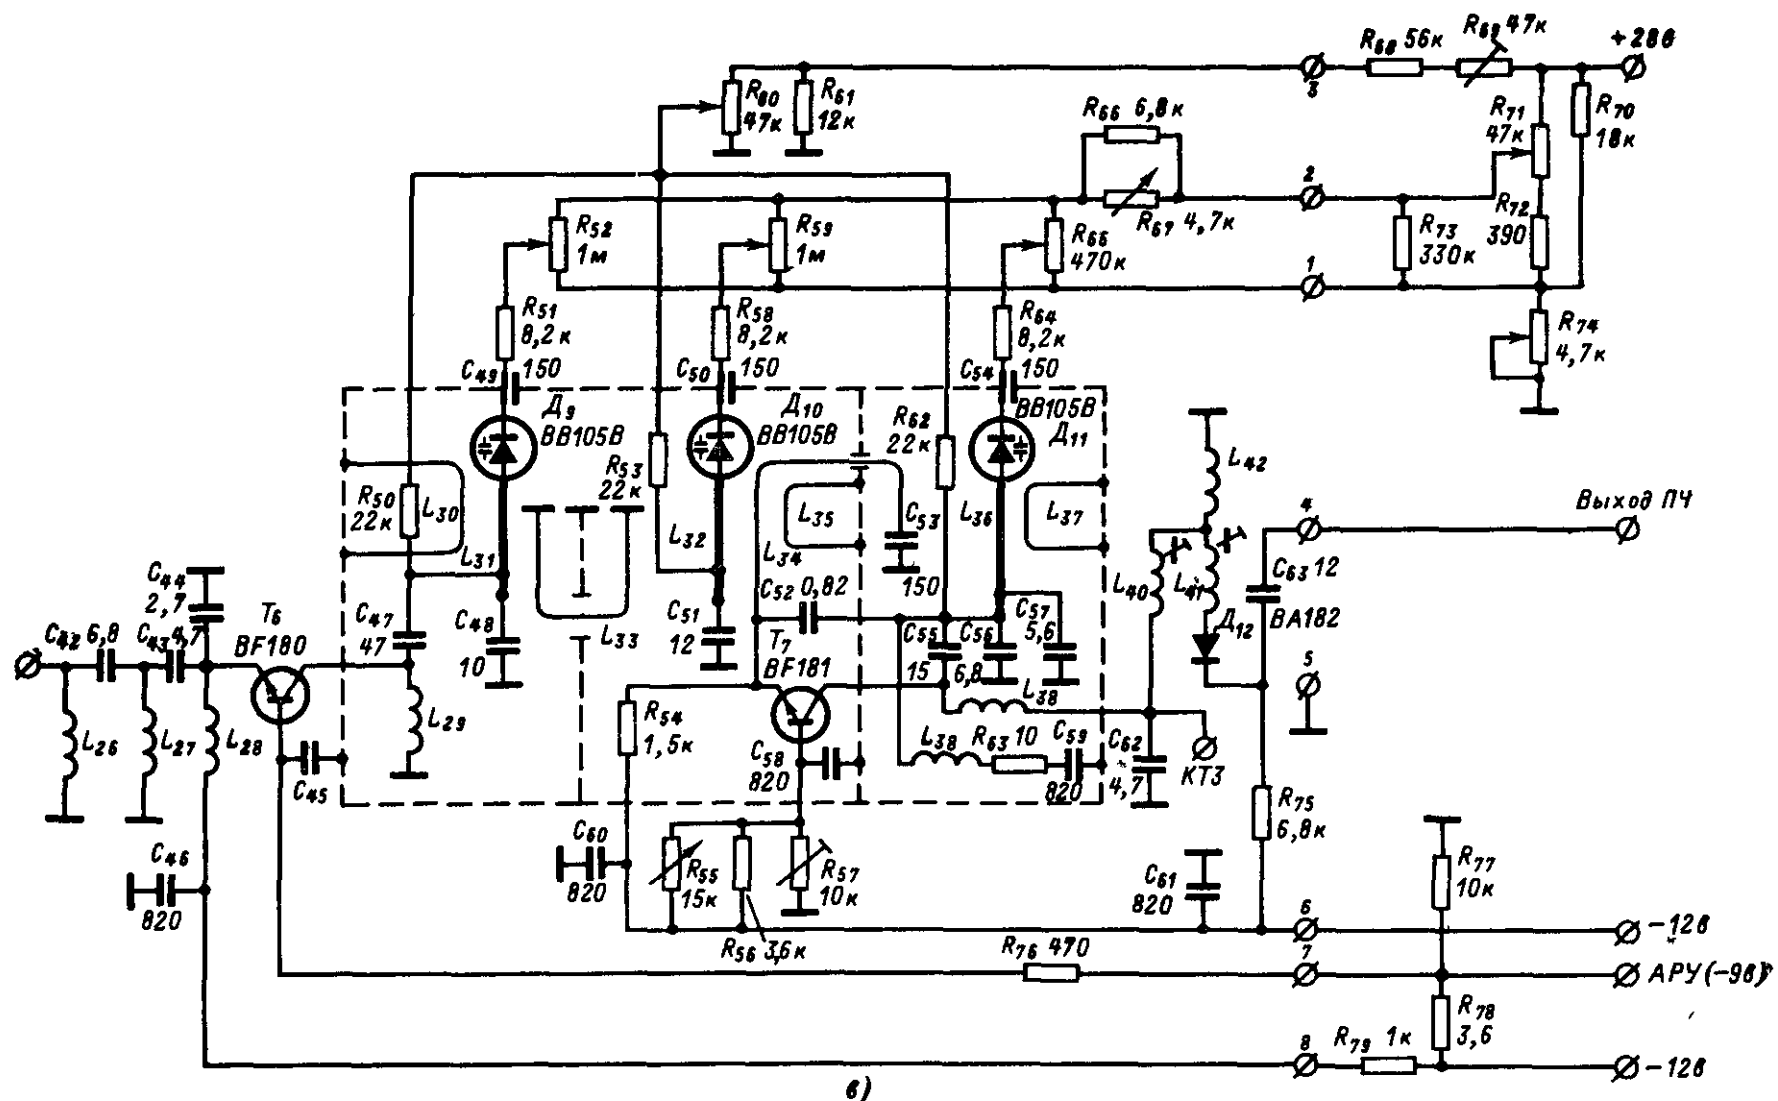 R68 56к
R69 47к
+28в
3
R60
47к
R61
12к
R66 6,8к
R71
47к
R70
18к
2
R67 4,7к
R52
1м
R59
1м
R66
470к
R73
330к
R72
390
1
R51
8,2к
R58
8,2к
R64
8,2к
R74
4,7к
C49 150
C50 150
C54 150
Д9
BB105B
Д10
BB105B
BB105B
Д11
R62
22к
L42
R50
22к
L30
R53
22к
L35
C53
150
L36
L37
4
Выход ПЧ
L31
L32
L34
L40
L41
C63 12
C44
2,7
T6
BF180
C47
47
C48
10
L33
C51
12
C52 0,82
T7
BF181
C55
15
C56
6,8
C57
5,6
Д12
BA182
5
C42 6,8
C43 4,7
L26
L27
L28
L29
C45
R54
1,5к
C58
820
L38
L38
R63 10
C59
820
C62
4,7
КТ3
R75
6,8к
C46
820
C60
820
R55
15к
R57
10к
R56 3,6к
C61
820
R77
10к
6
-12в
R76 470
7
АРУ(-9в)
R78
3,6
8
R79 1к
-12в
в)